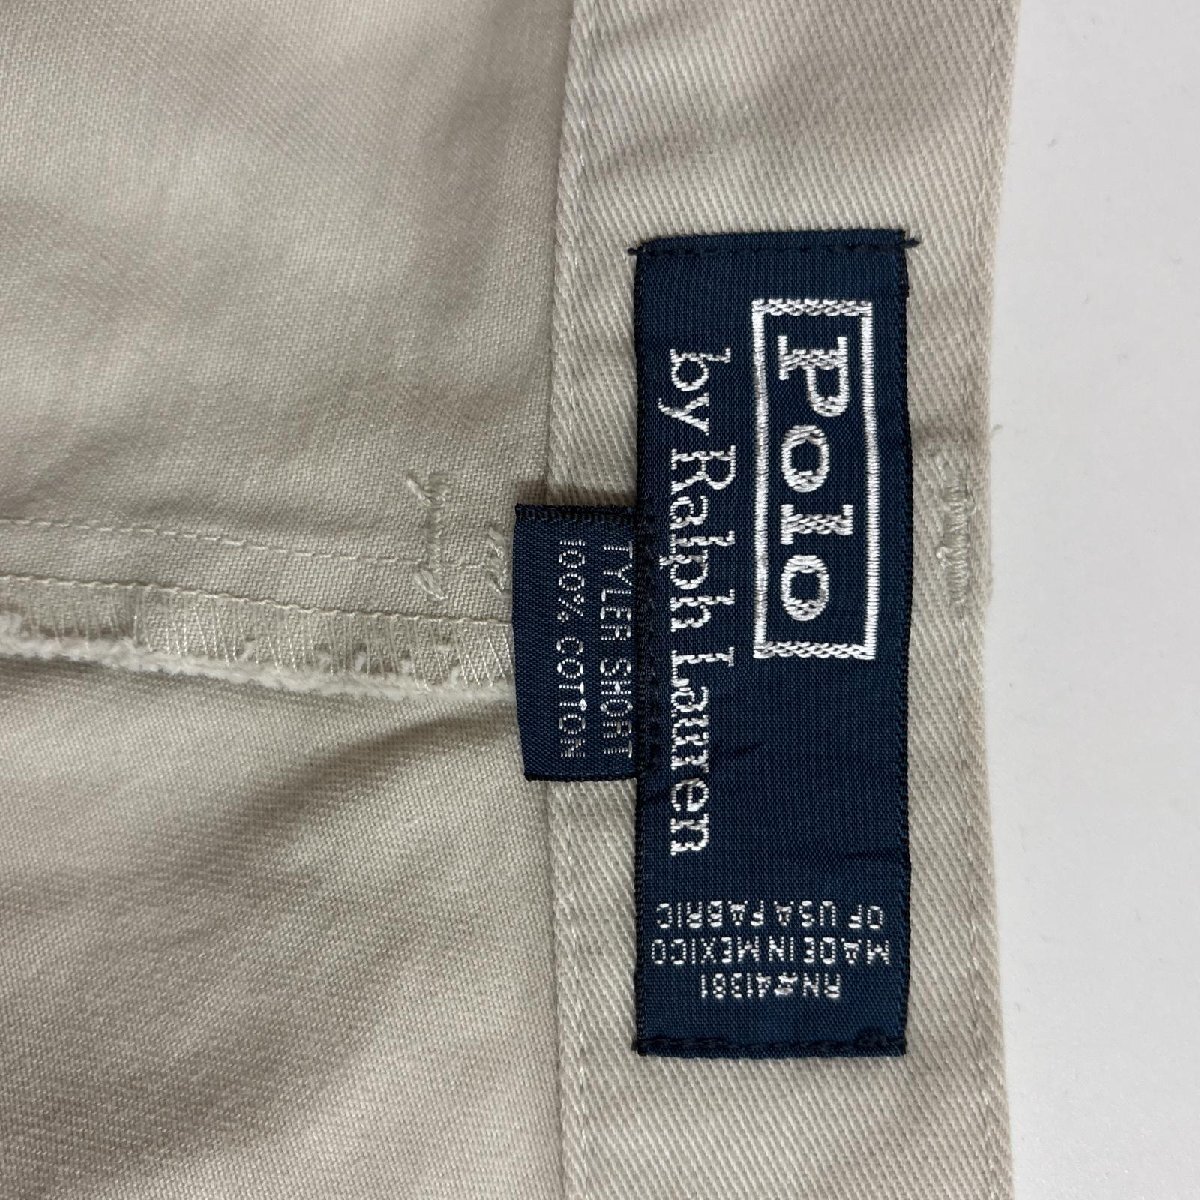 Polo
by Ralph Lauren
TYLER SHORT
100% COTTON
RN#41381
MADE IN MEXICO
OF USA FABRIC